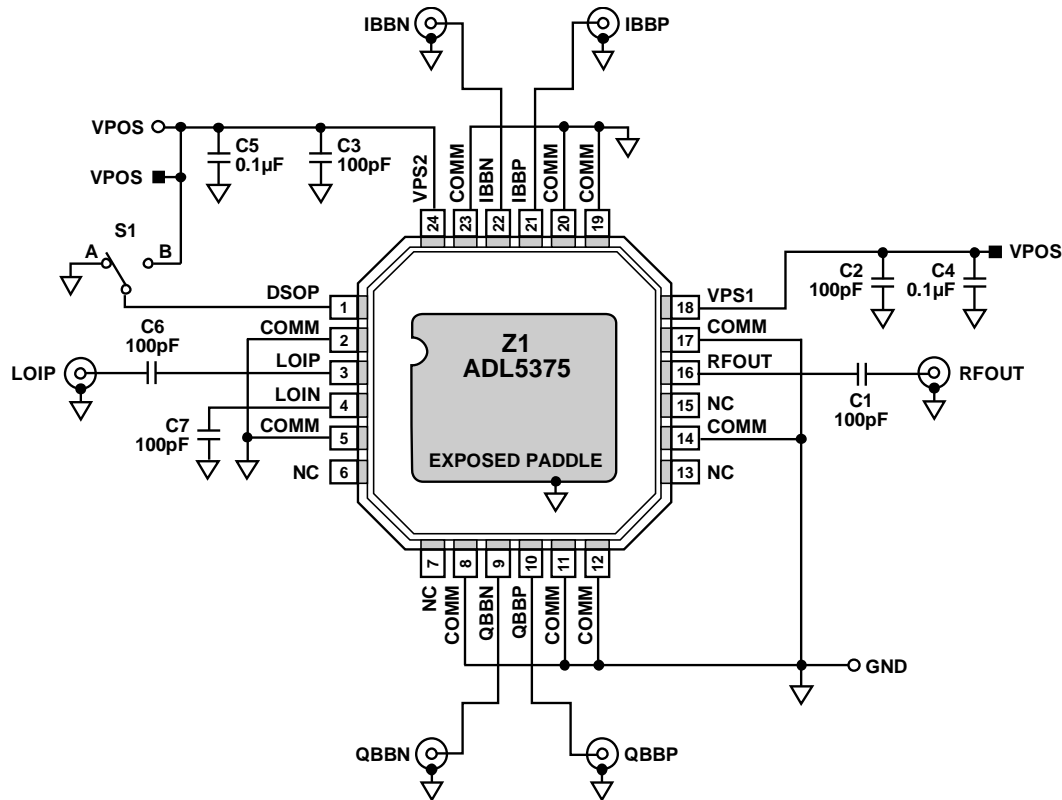 IBBN
IBBP
VPOS
C5
0.1µF
C3
100pF
VPOS
S1
A
B
VPS2
COMM
IBBN
IBBP
COMM
COMM
24
23
22
21
20
19
VPOS
C2
100pF
C4
0.1µF
DSOP
1
18
VPS1
COMM
2
17
COMM
C6
100pF
LOIP
LOIP
3
16
RFOUT
RFOUT
C1
100pF
LOIN
4
15
NC
C7
100pF
COMM
5
14
COMM
NC
6
13
NC
Z1
ADL5375
EXPOSED PADDLE
7
8
9
10
11
12
NC
COMM
QBBN
QBBP
COMM
COMM
GND
QBBN
QBBP